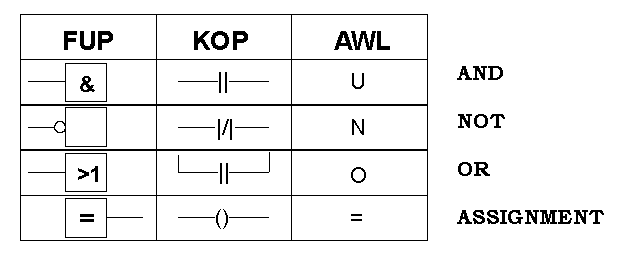 FUP KOP AWL
& || U AND
|/| N NOT
>1 || O OR
= () = ASSIGNMENT